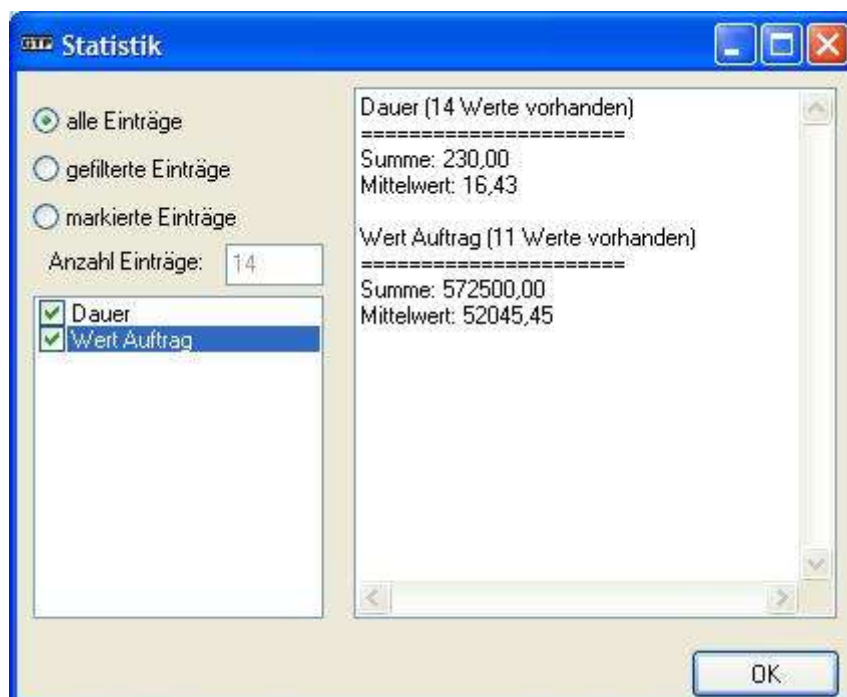 GTP Statistik
alle Einträge
gefilterte Einträge
markierte Einträge
Anzahl Einträge: 14
Dauer
Wert Auftrag
Dauer (14 Werte vorhanden)
======================
Summe: 230,00
Mittelwert: 16,43
Wert Auftrag (11 Werte vorhanden)
======================
Summe: 572500,00
Mittelwert: 52045,45
OK